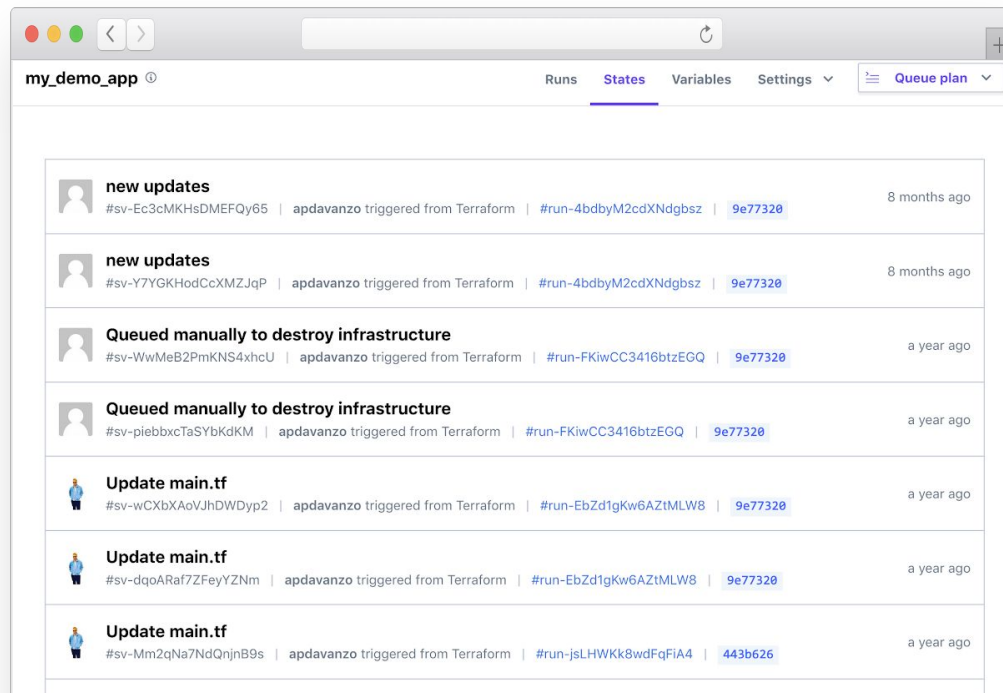 my_demo_app
Runs States Variables Settings Queue plan
new updates
#sv-Ec3cMKHsDMEFQy65 | apdavanzo triggered from Terraform | #run-4bdbyM2cdXNdgbsz | 9e77320
8 months ago
new updates
#sv-Y7YGKHodCcXMZJqP | apdavanzo triggered from Terraform | #run-4bdbyM2cdXNdgbsz | 9e77320
8 months ago
Queued manually to destroy infrastructure
#sv-WwMeB2PmKNS4xhcU | apdavanzo triggered from Terraform | #run-FKiwCC3416btzEGQ | 9e77320
a year ago
Queued manually to destroy infrastructure
#sv-piebbxcTaSYbKdKM | apdavanzo triggered from Terraform | #run-FKiwCC3416btzEGQ | 9e77320
a year ago
Update main.tf
#sv-wCXbXAoVJhDWDyp2 | apdavanzo triggered from Terraform | #run-EbZd1gKw6AZtMLW8 | 9e77320
a year ago
Update main.tf
#sv-dqoARaf7ZFeyYZNm | apdavanzo triggered from Terraform | #run-EbZd1gKw6AZtMLW8 | 9e77320
a year ago
Update main.tf
#sv-Mm2qNa7NdQnjnB9s | apdavanzo triggered from Terraform | #run-jsLHWKk8wdFqFiA4 | 443b626
a year ago